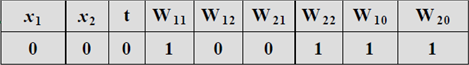 x₁ x₂ t W₁₁ W₁₂ W₂₁ W₂₂ W₁₀ W₂₀
0 0 0 1 0 0 1 1 1